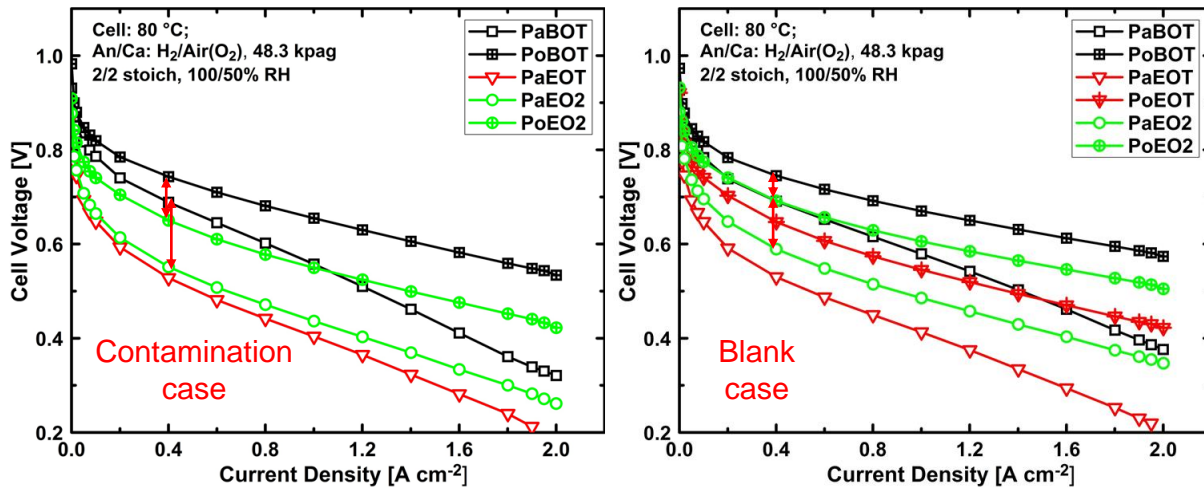 Cell: 80 °C;
An/Ca: H2/Air(O2), 48.3 kpag
2/2 stoich, 100/50% RH
PaBOT
PoBOT
PaEOT
PaEO2
PoEO2
Contamination
case
Cell Voltage [V]
1.0
0.8
0.6
0.4
0.2
0.0 0.4 0.8 1.2 1.6 2.0
Current Density [A cm-2]
Cell: 80 °C;
An/Ca: H2/Air(O2), 48.3 kpag
2/2 stoich, 100/50% RH
PaBOT
PoBOT
PaEOT
PoEOT
PaEO2
PoEO2
Blank
case
Cell Voltage [V]
1.0
0.8
0.6
0.4
0.2
0.0 0.4 0.8 1.2 1.6 2.0
Current Density [A cm-2]